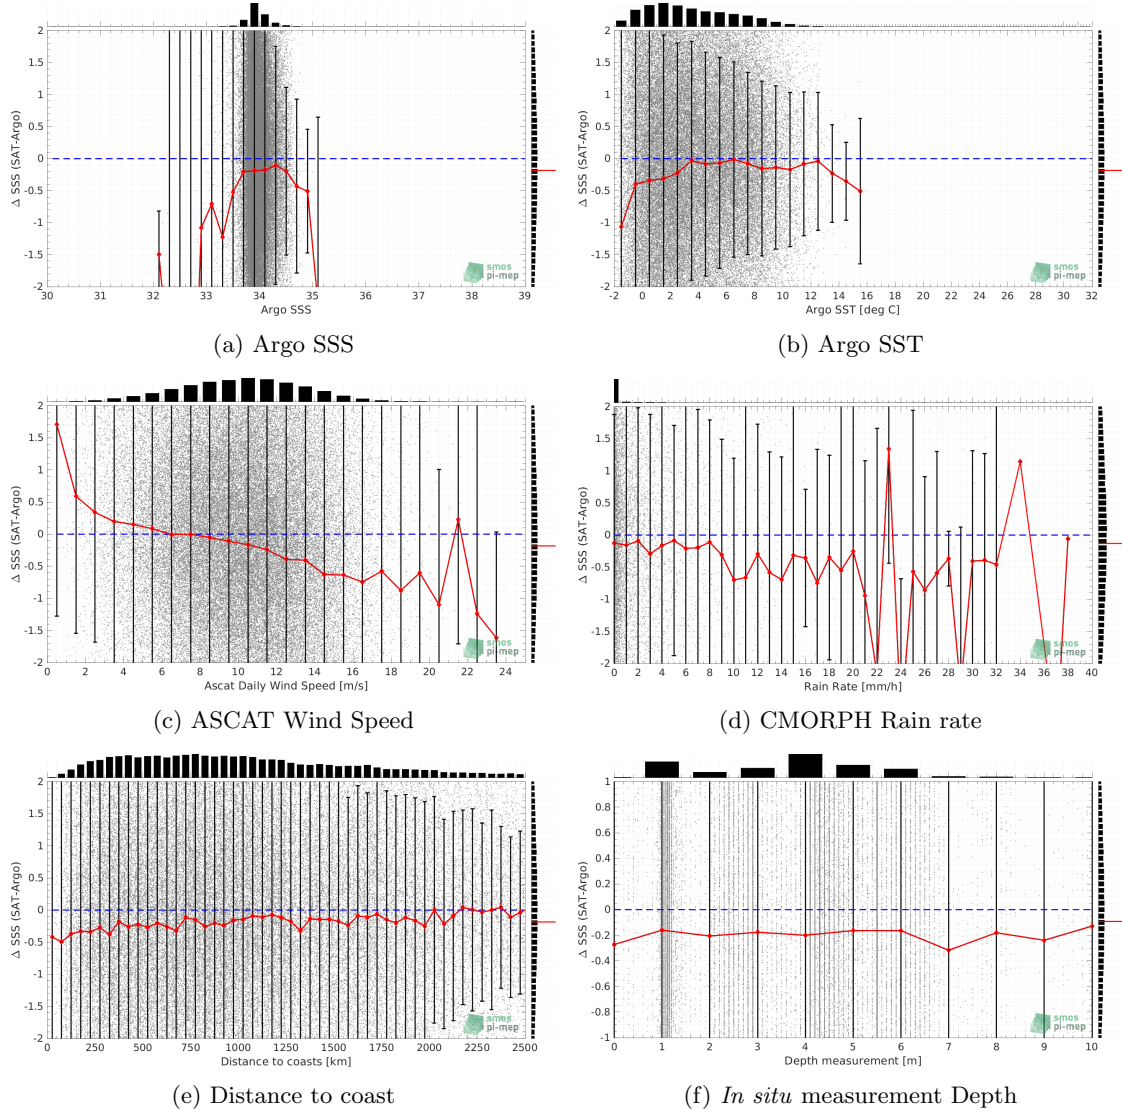 2
1.5
1
0.5
0
-0.5
-1
-1.5
-2
Δ SSS (SAT-Argo)
30 30 31 32 33 34 35 36 37 38 39
Argo SSS
smos
pi-mep
(a) Argo SSS
2
1.5
1
0.5
0
-0.5
-1
-1.5
-2
Δ SSS (SAT-Argo)
-2 0 2 4 6 8 10 12 14 16 18 20 22 24 26 28 30 32
Argo SST [deg C]
smos
pi-mep
(b) Argo SST
2
1.5
1
0.5
0
-0.5
-1
-1.5
-2
Δ SSS (SAT-Argo)
0 2 4 6 8 10 12 14 16 18 20 22 24
Ascat Daily Wind Speed [m/s]
smos
pi-mep
(c) ASCAT Wind Speed
2
1.5
1
0.5
0
-0.5
-1
-1.5
-2
Δ SSS (SAT-Argo)
0 2 4 6 8 10 12 14 16 18 20 22 24 26 28 30 32 34 36 38 40
Rain Rate [mm/h]
smos
pi-mep
(d) CMORPH Rain rate
2
1.5
1
0.5
0
-0.5
-1
-1.5
-2
Δ SSS (SAT-Argo)
0 250 500 750 1000 1250 1500 1750 2000 2250 2500
Distance to coasts [km]
smos
pi-mep
(e) Distance to coast
1
0.8
0.6
0.4
0.2
0
-0.2
-0.4
-0.6
-0.8
-1
Δ SSS (SAT-Argo)
0 1 2 3 4 5 6 7 8 9 10
Depth measurement [m]
smos
pi-mep
(f) In situ measurement Depth